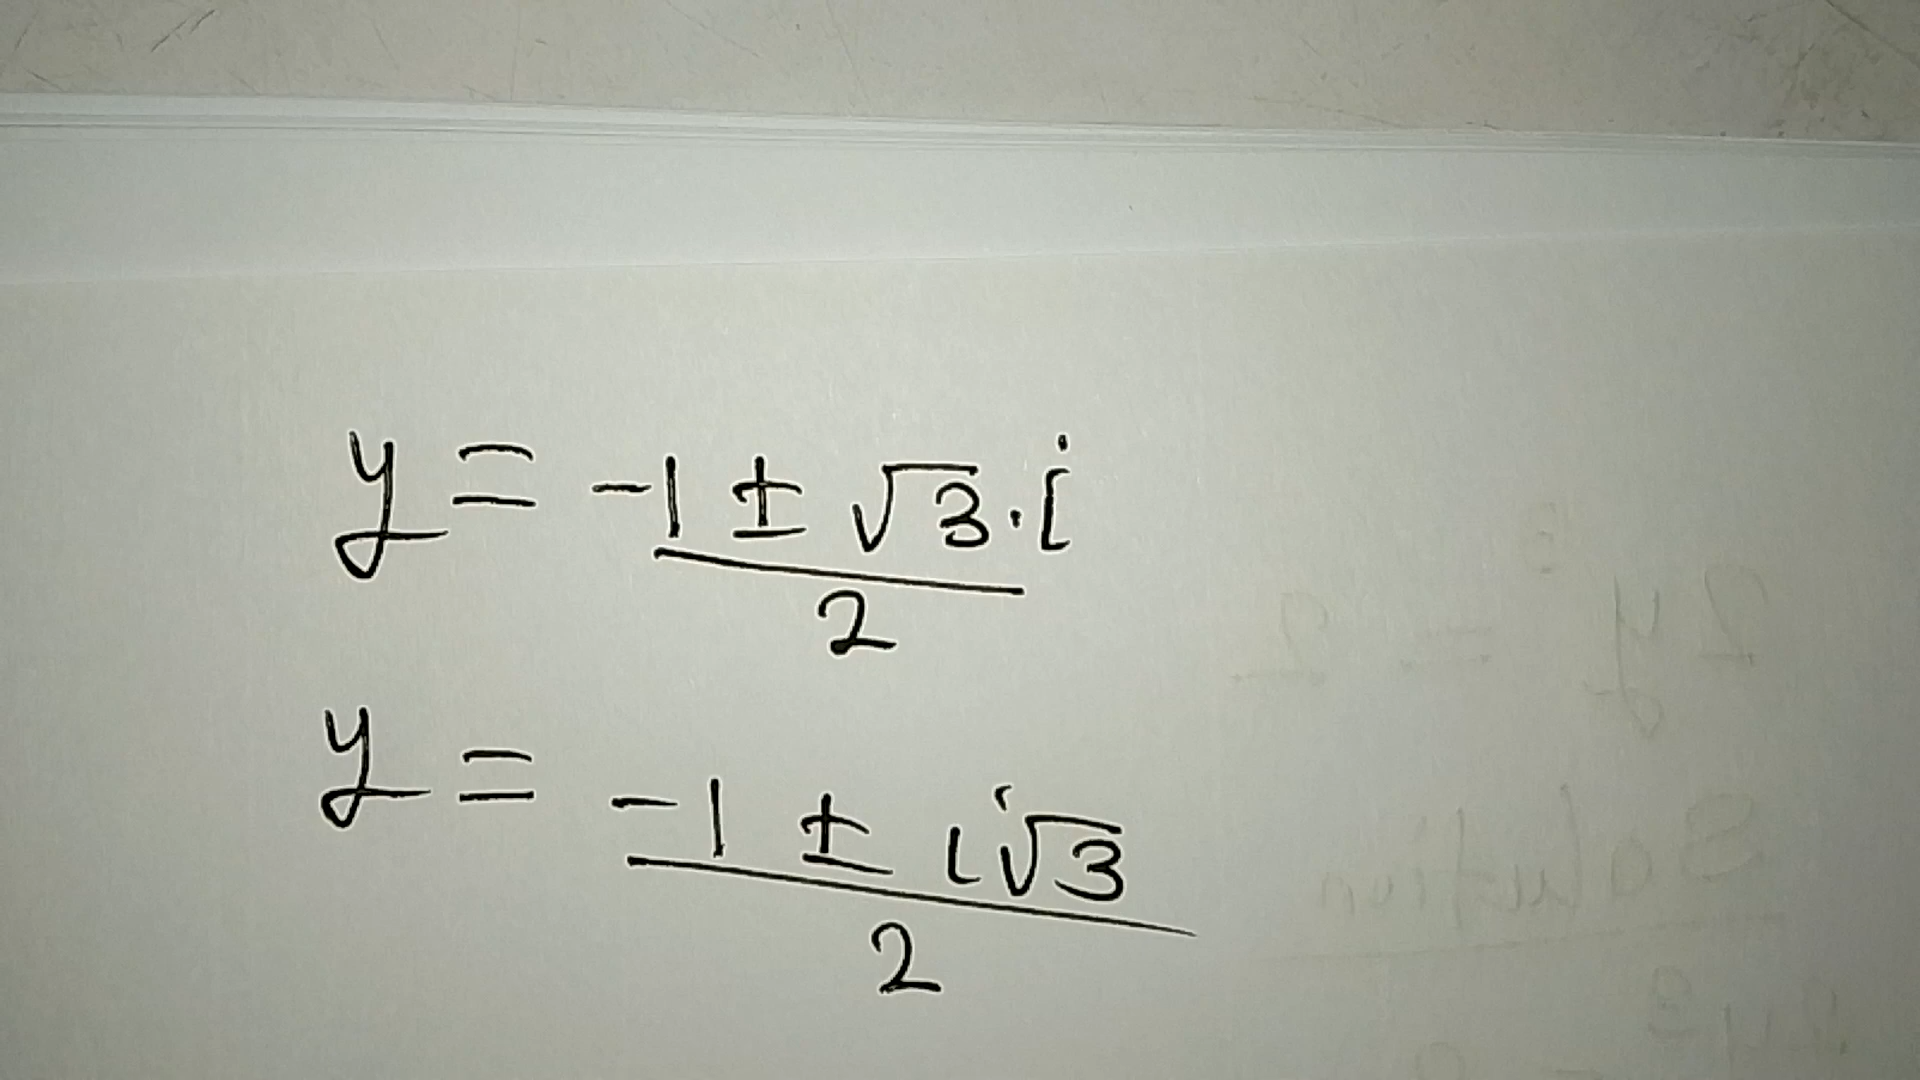 y = (-1 ± √3·i)/2
y = (-1 ± i√3)/2